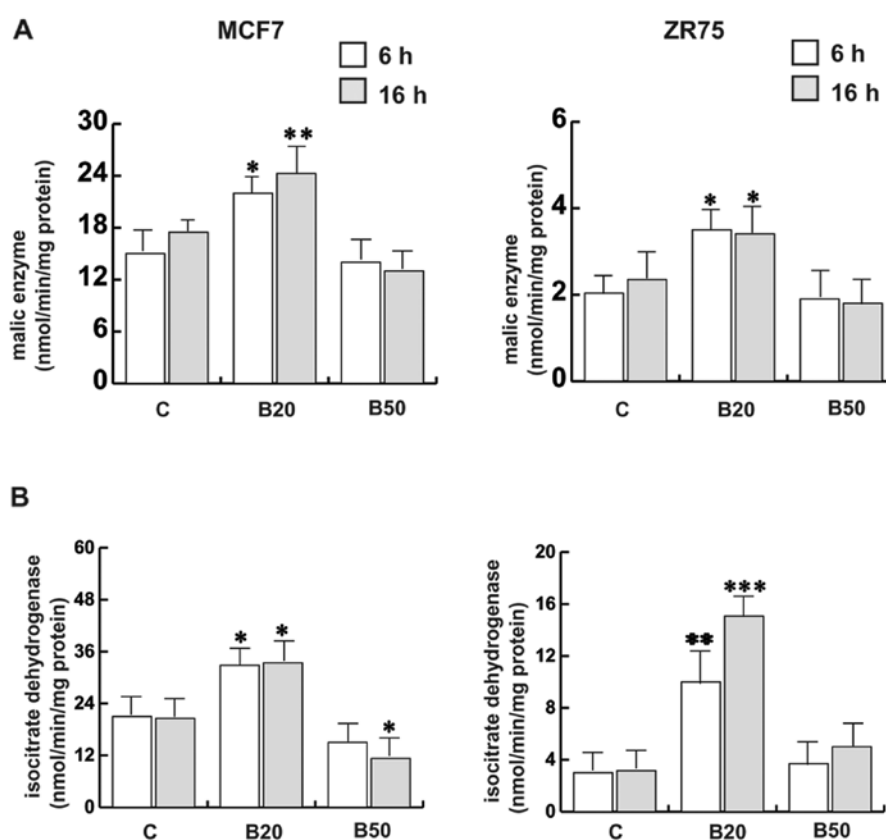 A
MCF7
ZR75
6 h
16 h
6 h
16 h
malic enzyme
(nmol/min/mg protein)
30
24
18
12
6
0
* **
C B20 B50
malic enzyme
(nmol/min/mg protein)
6
4
2
0
* *
C B20 B50
B
isocitrate dehydrogenase
(nmol/min/mg protein)
60
48
36
24
12
0
* * *
C B20 B50
isocitrate dehydrogenase
(nmol/min/mg protein)
20
16
12
8
4
0
** ***
C B20 B50